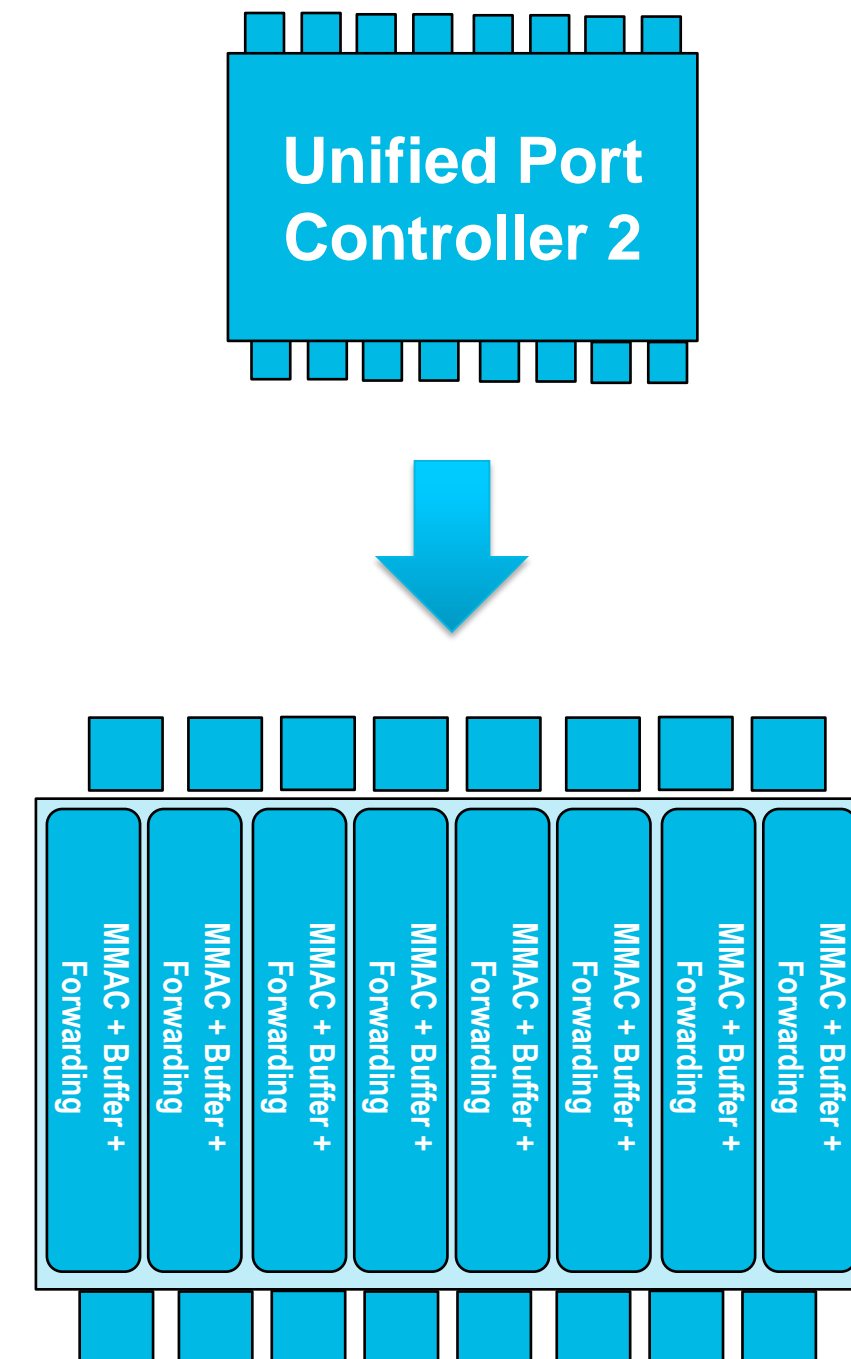 Unified Port
Controller 2
MMAC + Buffer +
Forwarding
MMAC + Buffer +
Forwarding
MMAC + Buffer +
Forwarding
MMAC + Buffer +
Forwarding
MMAC + Buffer +
Forwarding
MMAC + Buffer +
Forwarding
MMAC + Buffer +
Forwarding
MMAC + Buffer +
Forwarding